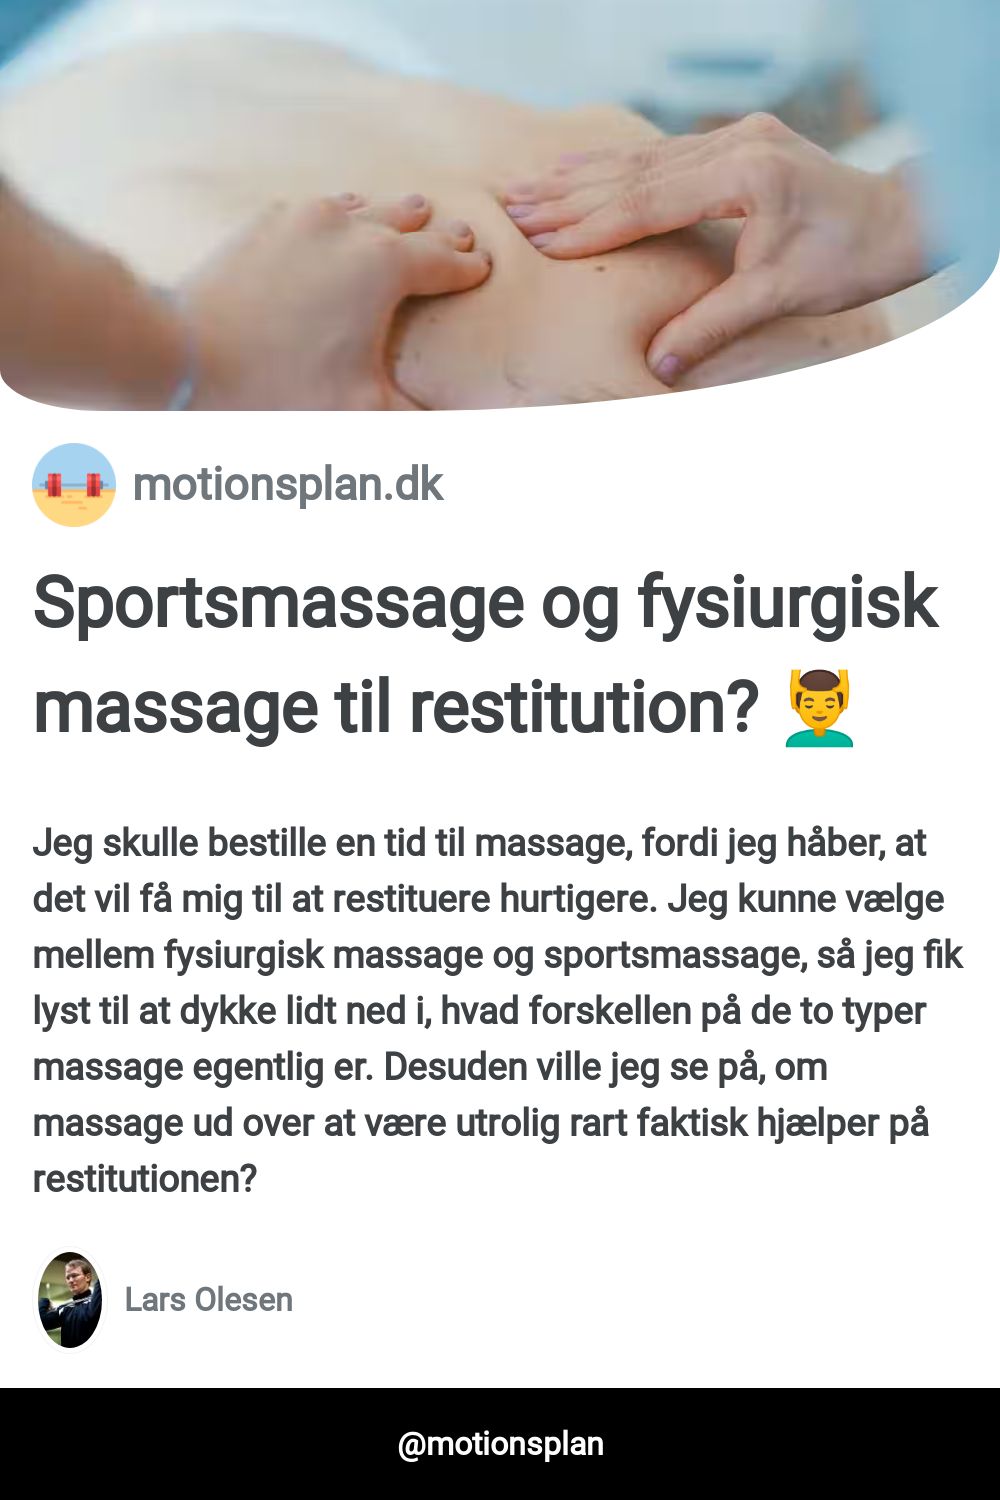 motionsplan.dk
Sportsmassage og fysiurgisk
massage til restitution? 💆‍♂️
Jeg skulle bestille en tid til massage, fordi jeg håber, at
det vil få mig til at restituere hurtigere. Jeg kunne vælge
mellem fysiurgisk massage og sportsmassage, så jeg fik
lyst til at dykke lidt ned i, hvad forskellen på de to typer
massage egentlig er. Desuden ville jeg se på, om
massage ud over at være utrolig rart faktisk hjælper på
restitutionen?
Lars Olesen
@motionsplan